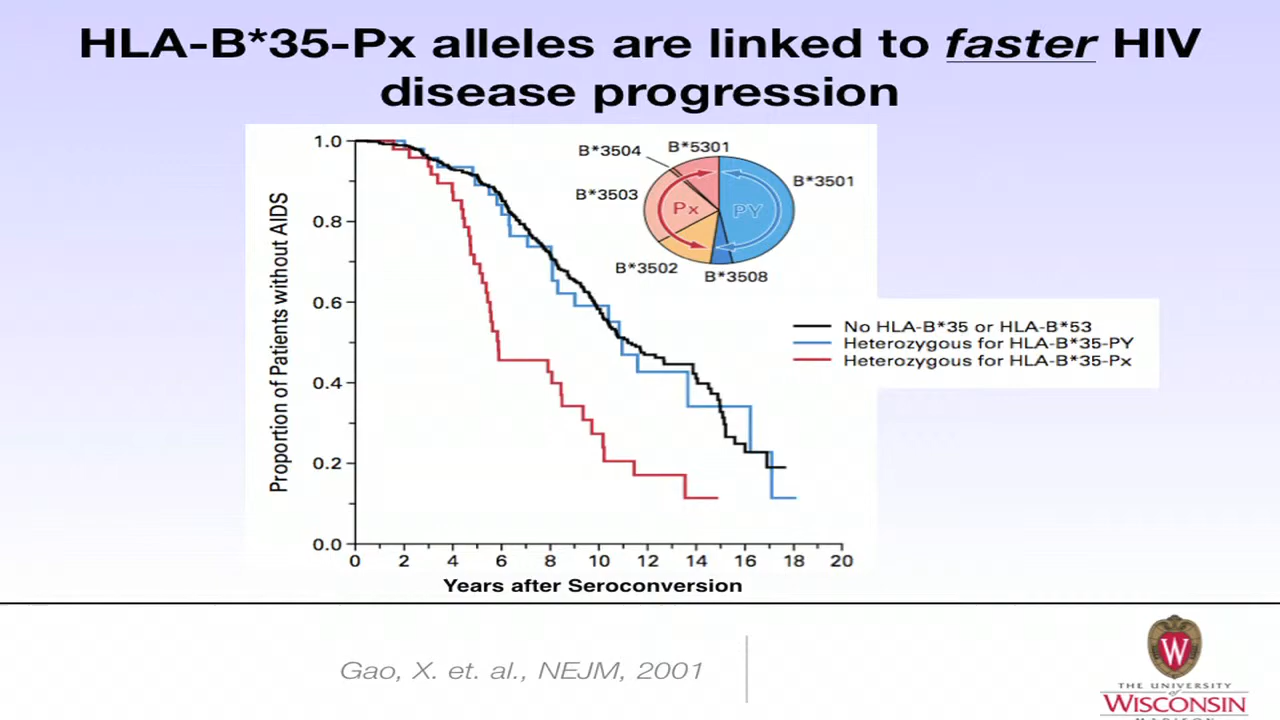 HLA-B*35-Px alleles are linked to faster HIV
disease progression
Proportion of Patients without AIDS
1.0
0.8
0.6
0.4
0.2
0.0
0
2
4
6
8
10
12
14
16
18
20
Years after Seroconversion
B*3504
B*5301
B*3503
B*3501
Px
PY
B*3502
B*3508
No HLA-B*35 or HLA-B*53
Heterozygous for HLA-B*35-PY
Heterozygous for HLA-B*35-Px
Gao, X. et. al., NEJM, 2001
W
THE UNIVERSITY
of
WISCONSIN
MADISON